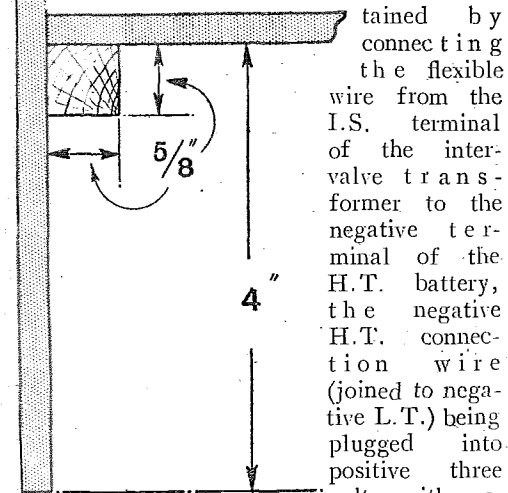 5/8"
4"
tained by
connecting
the flexible
wire from the
I.S. terminal
of the inter-
valve trans-
former to the
negative ter-
minal of the
H.T. battery,
the negative
H.T. connec-
tion wire
(joined to nega-
tive L.T.) being
plugged into
positive three